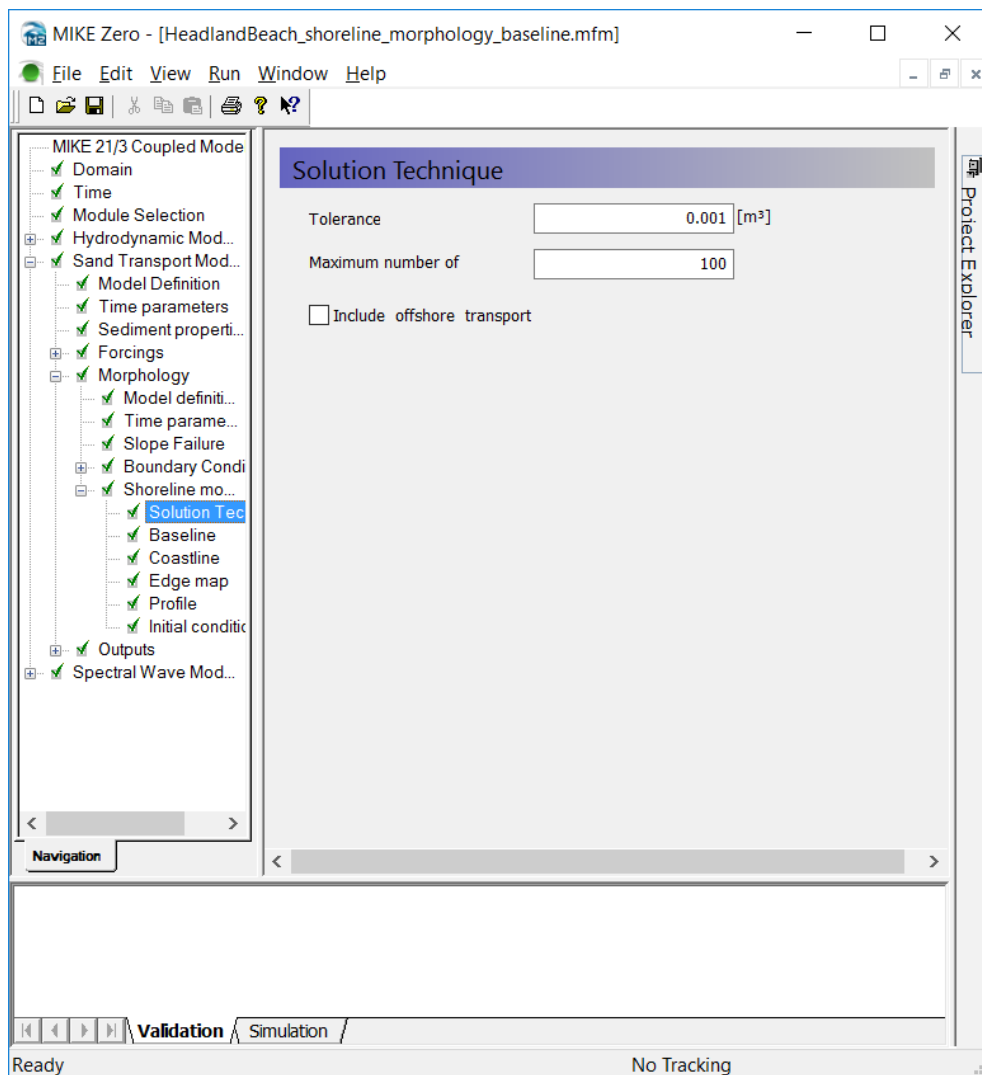 MIKE Zero - [HeadlandBeach_shoreline_morphology_baseline.mfm]
File Edit View Run Window Help
MIKE 21/3 Coupled Mode
Domain
Time
Module Selection
Hydrodynamic Mod...
Sand Transport Mod...
Model Definition
Time parameters
Sediment properti...
Forcings
Morphology
Model definiti...
Time parame...
Slope Failure
Boundary Condi
Shoreline mo...
Solution Tec
Baseline
Coastline
Edge map
Profile
Initial conditic
Outputs
Spectral Wave Mod...
Navigation
Solution Technique
Tolerance 0.001 [m³]
Maximum number of 100
Include offshore transport
Project Explorer
Validation Simulation
Ready No Tracking